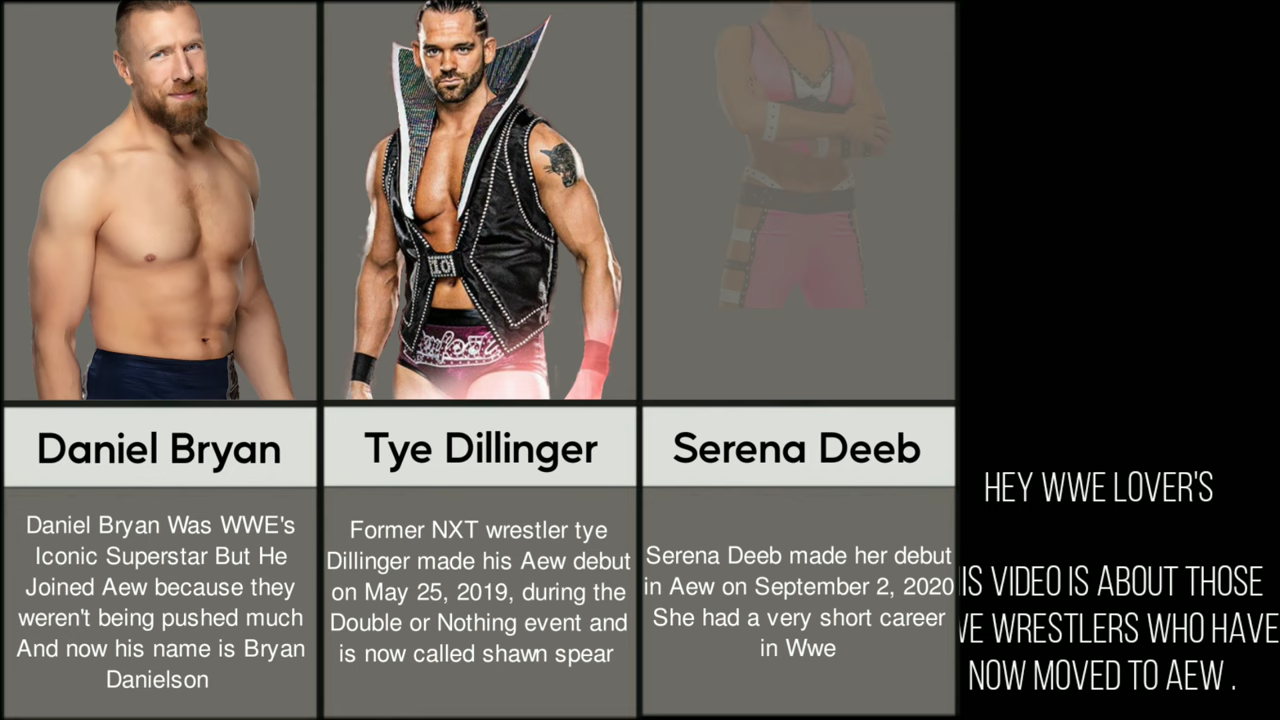 Daniel Bryan
Daniel Bryan Was WWE's
Iconic Superstar But He
Joined Aew because they
weren't being pushed much
And now his name is Bryan
Danielson
10
Tye Dillinger
Former NXT wrestler tye
Dillinger made his Aew debut
on May 25, 2019, during the
Double or Nothing event and
is now called shawn spear
Serena Deeb
Serena Deeb made her debut
in Aew on September 2, 2020
She had a very short career
in Wwe
HEY WWE LOVER'S
IS VIDEO IS ABOUT THOSE
WE WRESTLERS WHO HAVE
NOW MOVED TO AEW .